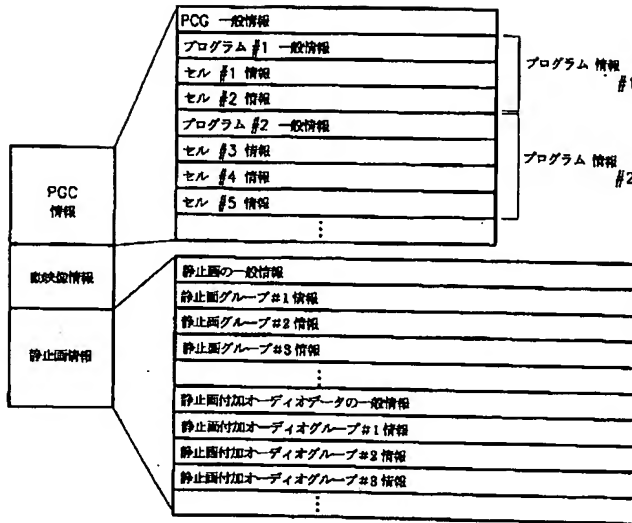 PCG 一般情報
プログラム #1 一般情報
セル #1 情報
セル #2 情報
プログラム #2 一般情報
セル #3 情報
セル #4 情報
セル #5 情報
⋮
プログラム 情報
#1
プログラム 情報
#2
PGC
情報
動映像情報
静止画情報
静止画の一般情報
静止画グループ#1 情報
静止画グループ#2 情報
静止画グループ#3 情報
⋮
静止画付加オーディオデータの一般情報
静止画付加オーディオグループ#1 情報
静止画付加オーディオグループ#2 情報
静止画付加オーディオグループ#3 情報
⋮